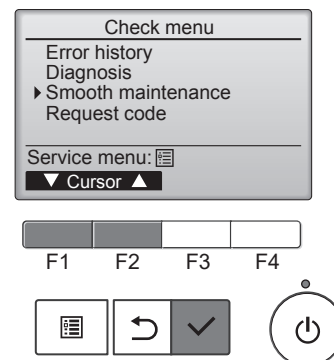 Check menu
Error history
Diagnosis
Smooth maintenance
Request code
Service menu:
▼ Cursor ▲
F1 F2 F3 F4